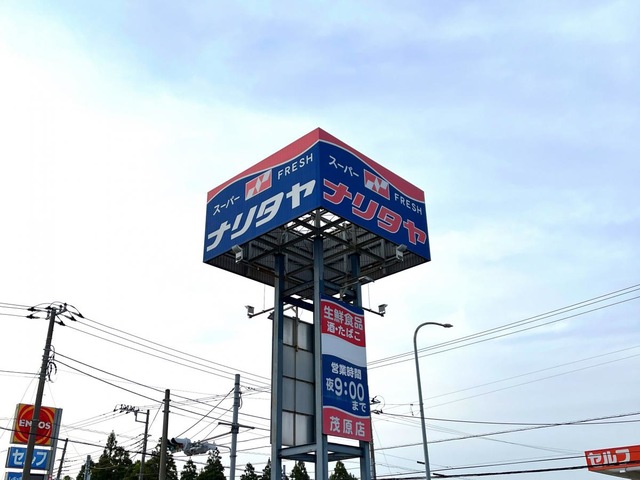 スーパー
FRESH
ナリタヤ
スーパー
FRESH
ナリタヤ
生鮮食品
酒・たばこ
営業時間
夜9:00
まで
茂原店
ENEOS
セルフ
セルフ